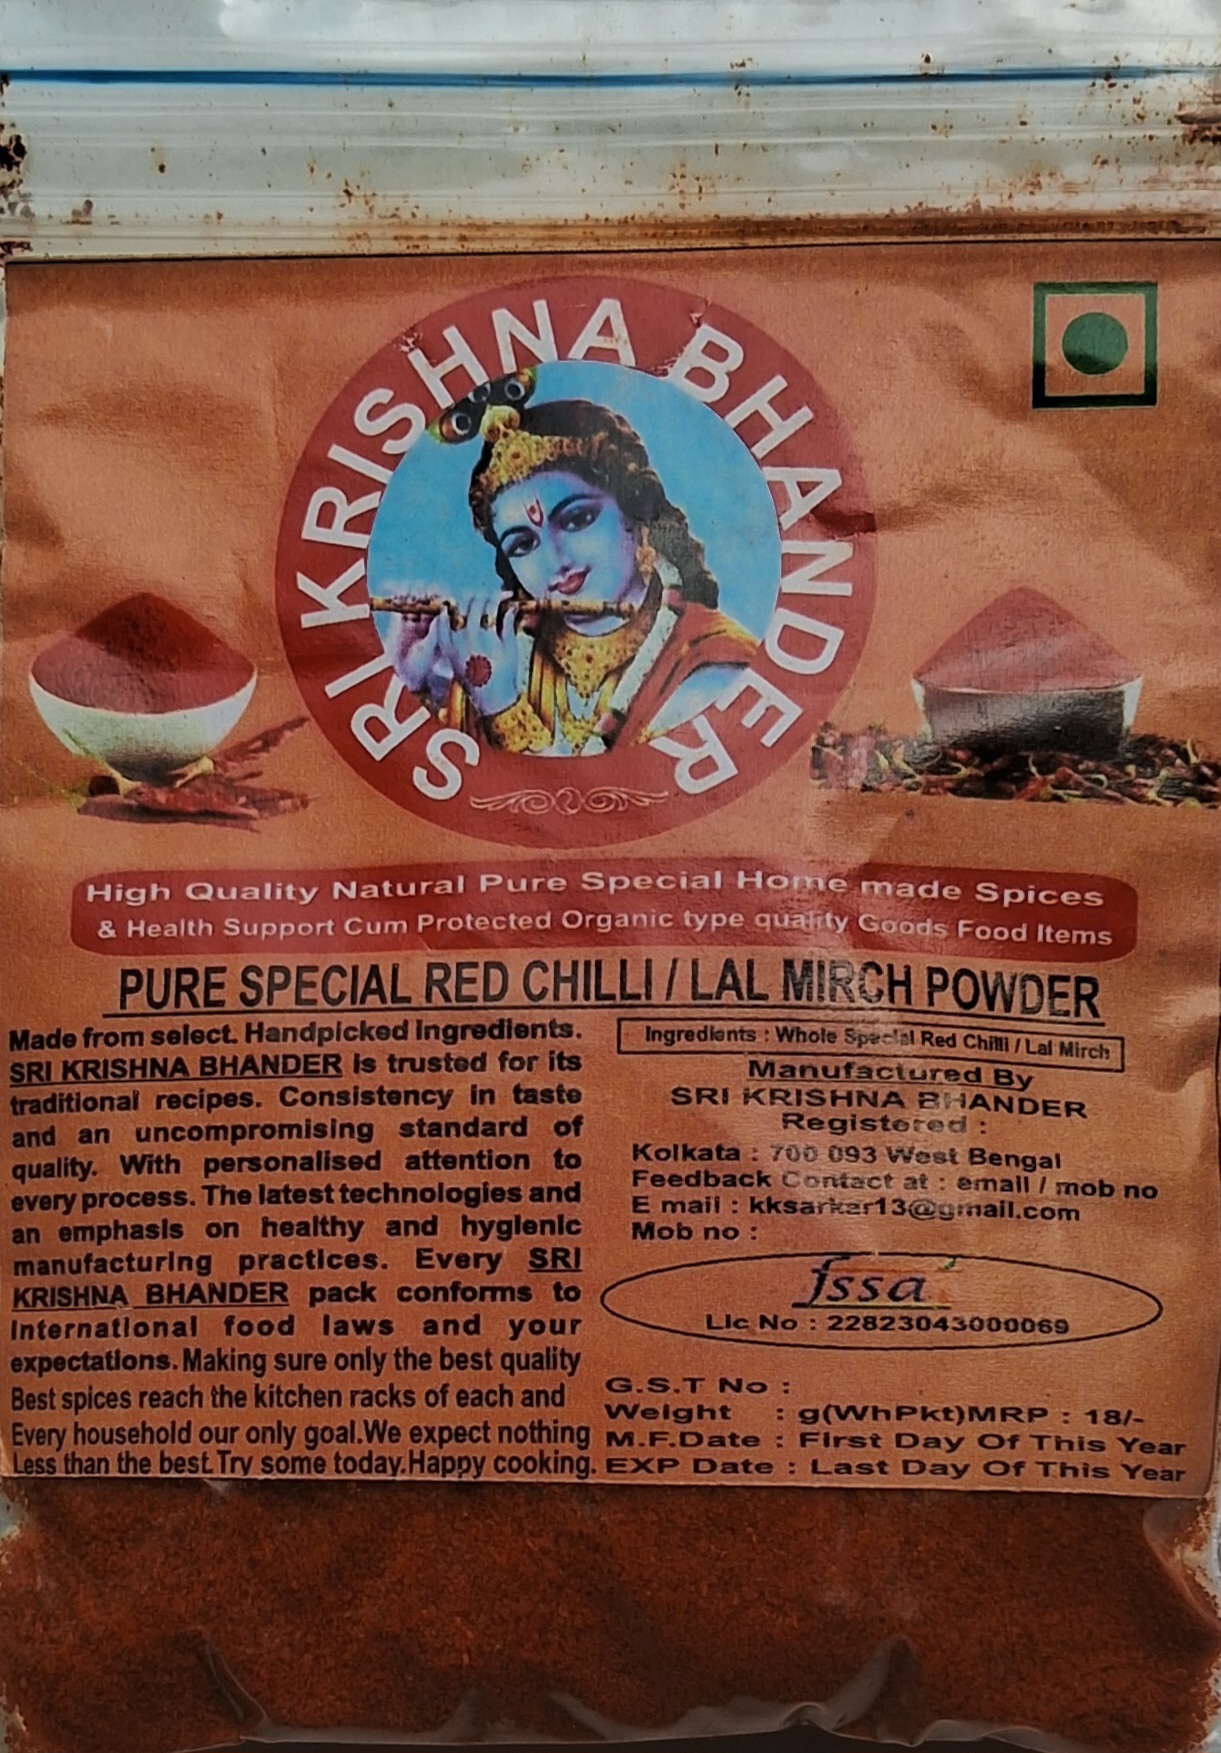 SRI KRISHNA BHANDER
High Quality Natural Pure Special Home made Spices
& Health Support Cum Protected Organic type quality Goods Food Items
PURE SPECIAL RED CHILLI / LAL MIRCH POWDER
Made from select. Handpicked Ingredients.
SRI KRISHNA BHANDER is trusted for its
traditional recipes. Consistency in taste
and an uncompromising standard of
quality. With personalised attention to
every process. The latest technologies and
an emphasis on healthy and hygienic
manufacturing practices. Every SRI
KRISHNA BHANDER pack conforms to
International food laws and your
expectations. Making sure only the best quality
Best spices reach the kitchen racks of each and
Every household our only goal.We expect nothing
Less than the best.Try some today.Happy cooking.
Ingredients : Whole Special Red Chilli / Lal Mirch
Manufactured By
SRI KRISHNA BHANDER
Registered :
Kolkata : 700 093 West Bengal
Feedback Contact at : email / mob no
E mail : kksarkar13@gmail.com
Mob no :
fssai
Lic No : 22823043000069
G.S.T No :
Weight : g(WhPkt)MRP : 18/-
M.F.Date : First Day Of This Year
EXP Date : Last Day Of This Year